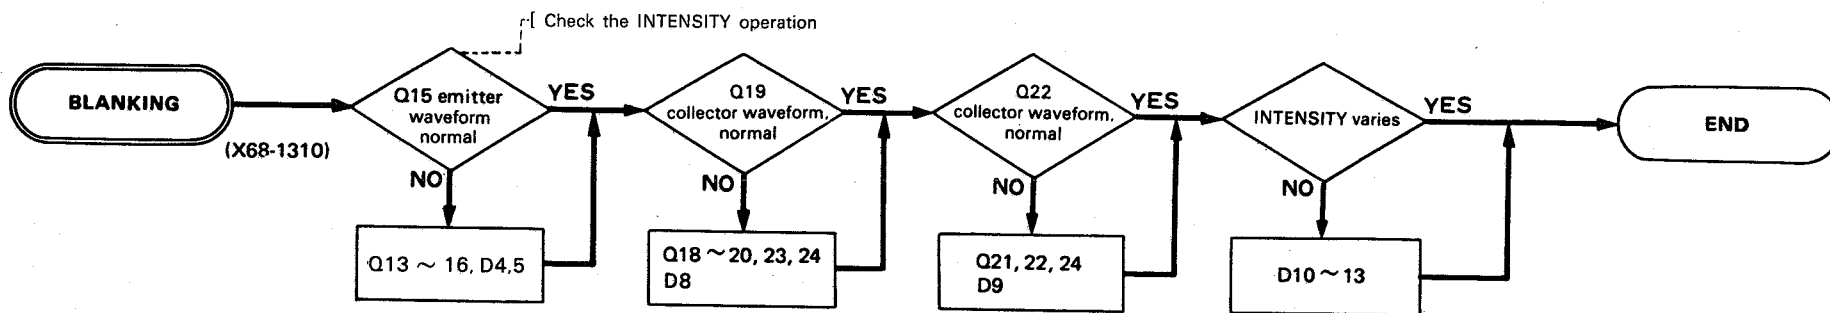 [ Check the INTENSITY operation
BLANKING
(X68-1310)
Q15 emitter
waveform
normal
YES
NO
Q13 ~ 16, D4,5
Q19
collector waveform,
normal
YES
NO
Q18 ~ 20, 23, 24
D8
Q22
collector waveform,
normal
YES
NO
Q21, 22, 24
D9
INTENSITY varies
YES
NO
D10 ~ 13
END